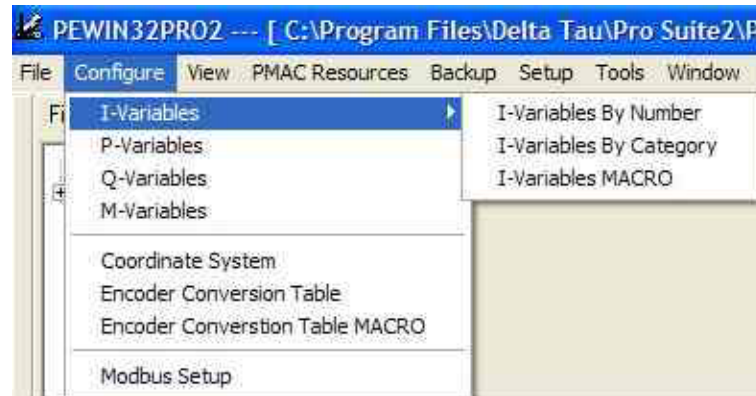 PEWIN32PRO2 --- [ C:\Program Files\Delta Tau\Pro Suite2\P
File Configure View PMAC Resources Backup Setup Tools Window
Fi
I-Variables
P-Variables
Q-Variables
M-Variables
Coordinate System
Encoder Conversion Table
Encoder Converstion Table MACRO
Modbus Setup
I-Variables By Number
I-Variables By Category
I-Variables MACRO